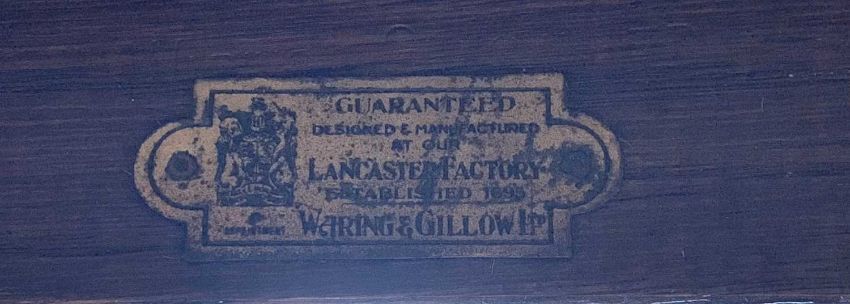 GUARANTEED
DESIGNED & MANUFACTURED
AT OUR
LANCASTER FACTORY
ESTABLISHED 1695
WARING & GILLOW LTD